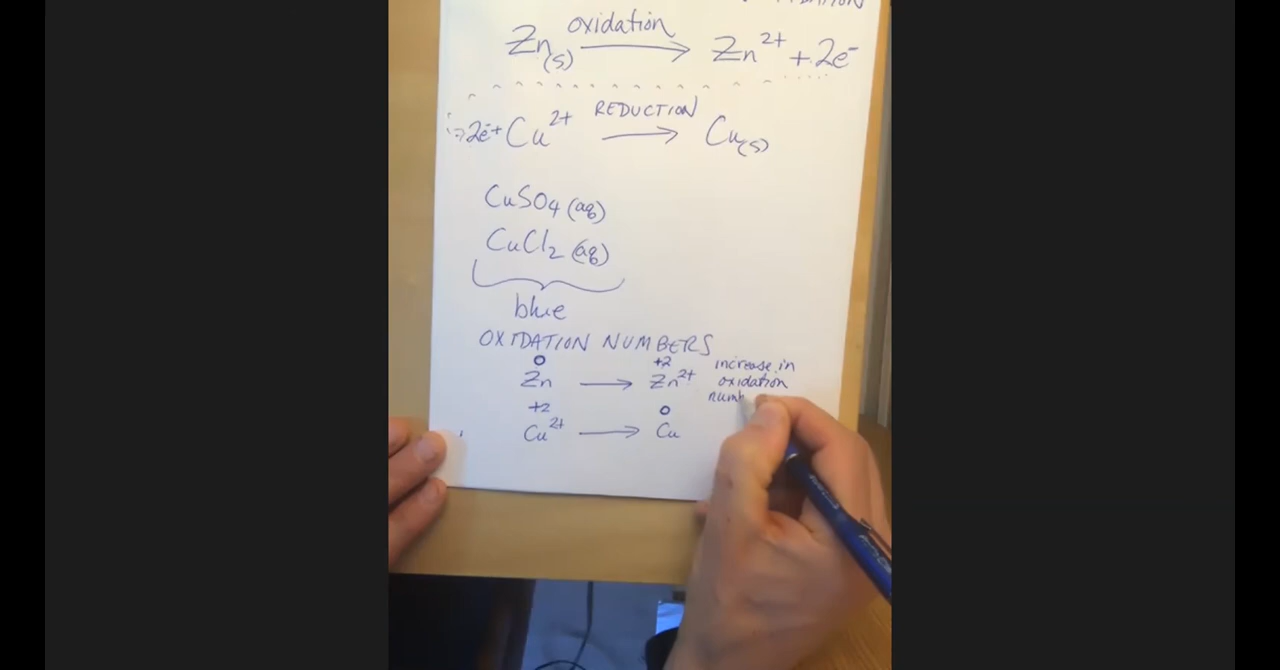 oxidation
Zn(s) ⟶ Zn²⁺ + 2e⁻
REDUCTION
2e⁻ + Cu²⁺ ⟶ Cu(s)
CuSO₄ (aq)
CuCl₂ (aq)
blue
OXIDATION NUMBERS
0 +2 increase in
Zn ⟶ Zn²⁺ oxidation
numb
+2 0
Cu²⁺ ⟶ Cu